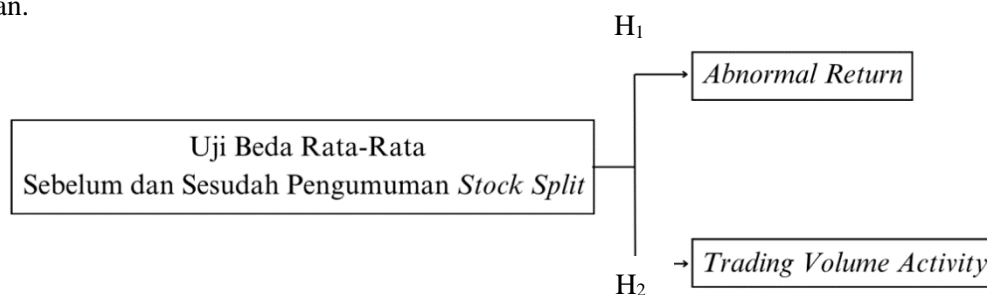 an.
H₁
Abnormal Return
Uji Beda Rata-Rata
Sebelum dan Sesudah Pengumuman Stock Split
Trading Volume Activity
H₂